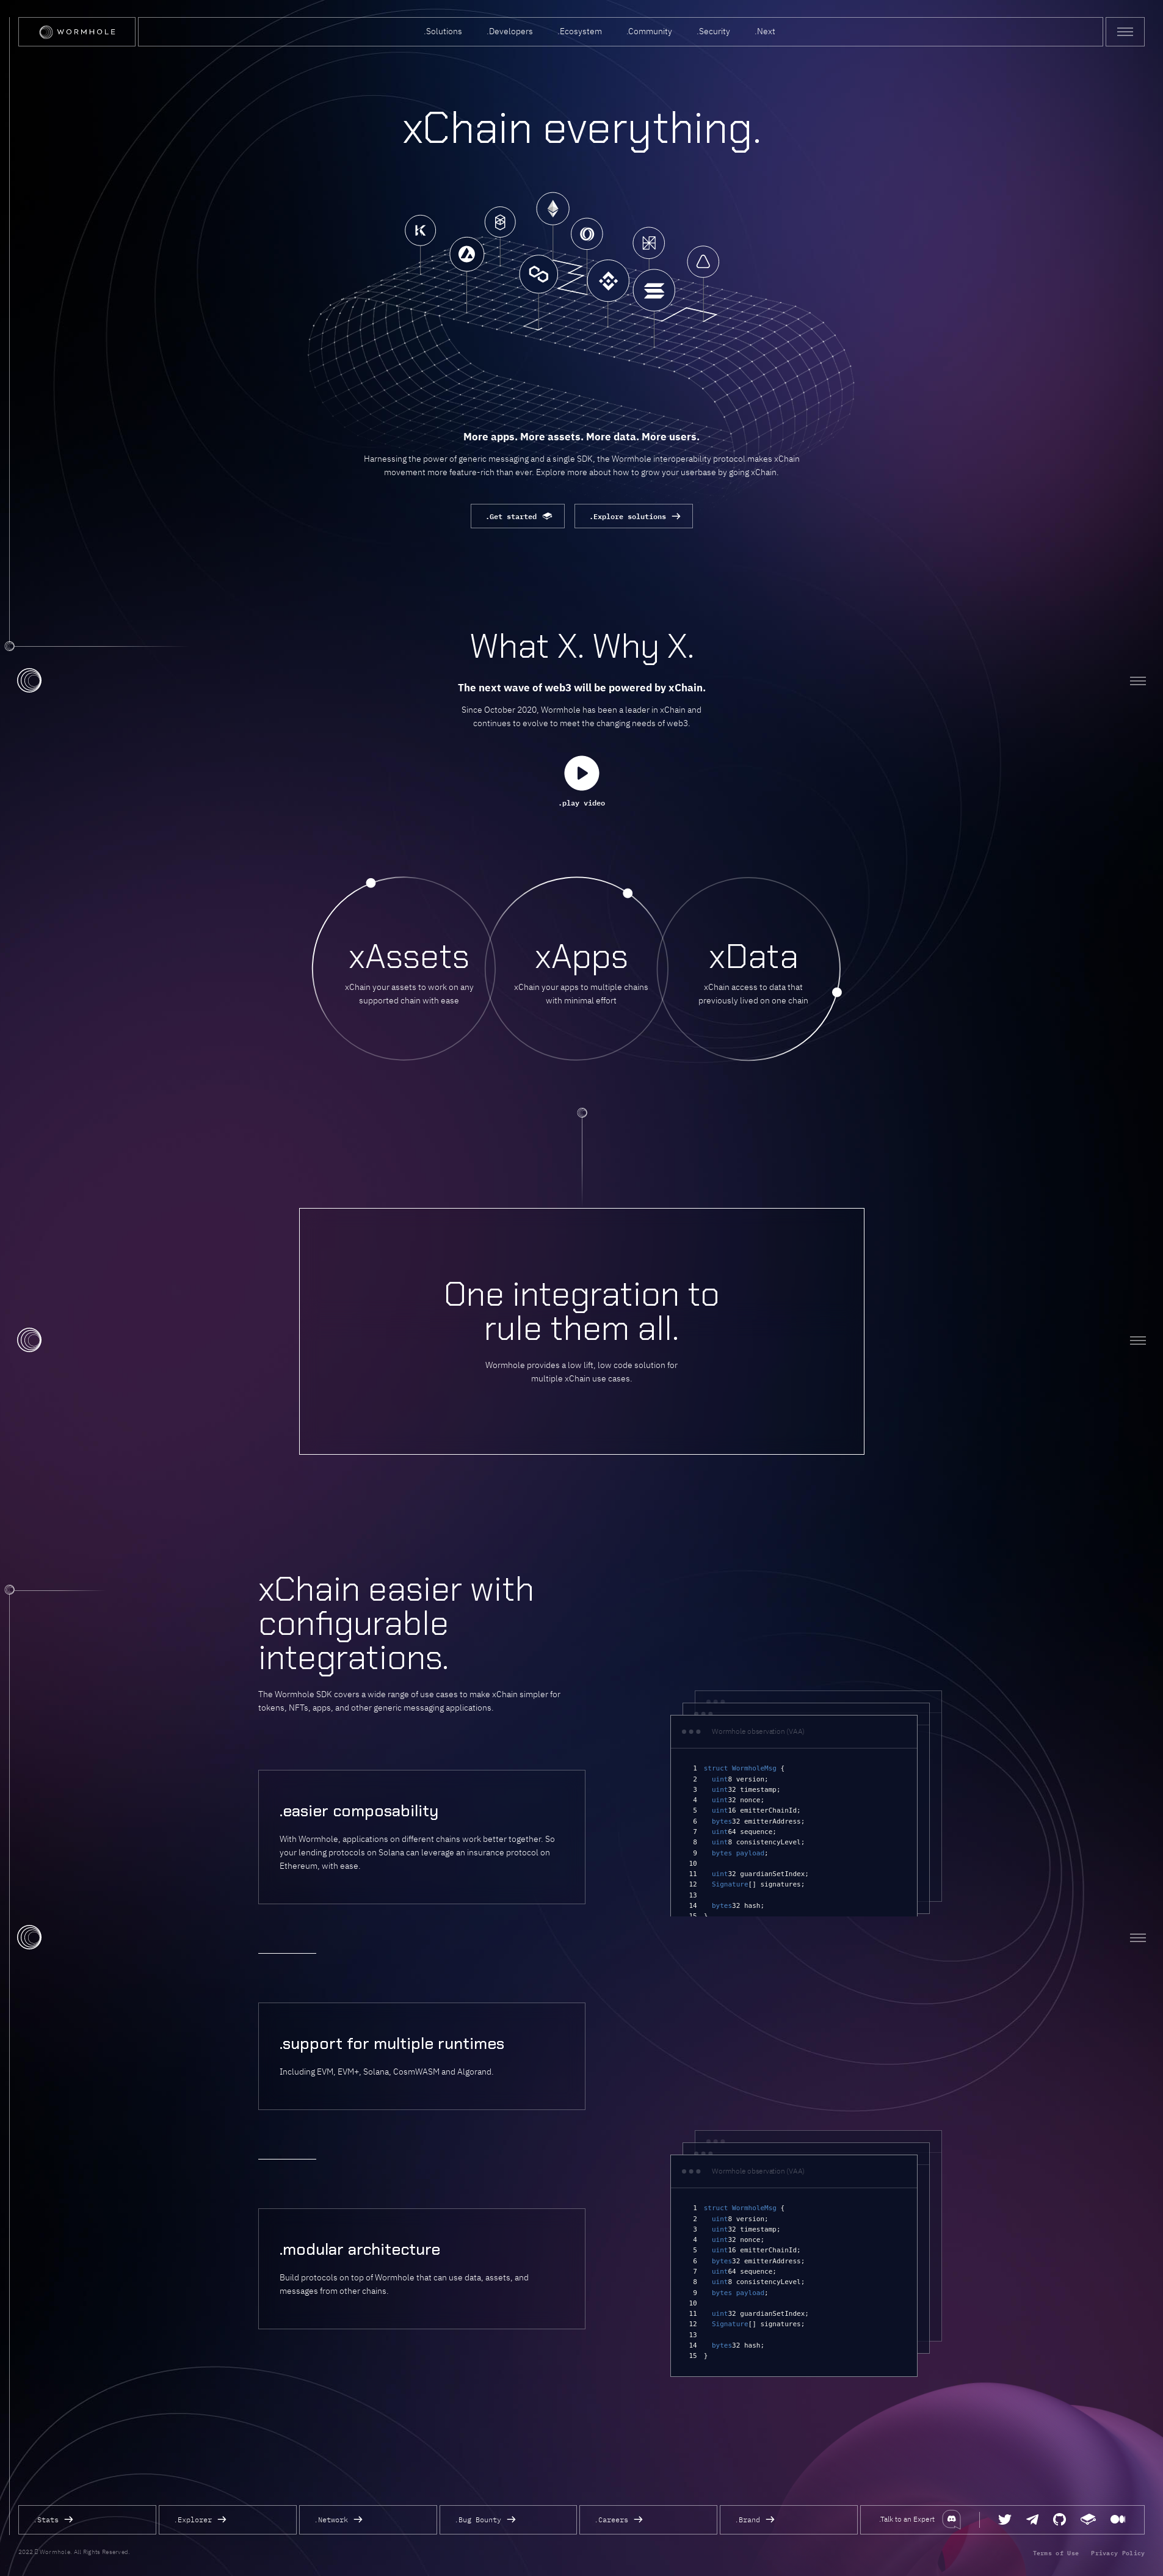 WORMHOLE
.Solutions .Developers .Ecosystem .Community .Security .Next
xChain everything.
More apps. More assets. More data. More users.
Harnessing the power of generic messaging and a single SDK, the Wormhole interoperability protocol makes xChain
movement more feature-rich than ever. Explore more about how to grow your userbase by going xChain.
.Get started
.Explore solutions
What X. Why X.
The next wave of web3 will be powered by xChain.
Since October 2020, Wormhole has been a leader in xChain and
continues to evolve to meet the changing needs of web3.
.play video
xAssets
xChain your assets to work on any
supported chain with ease
xApps
xChain your apps to multiple chains
with minimal effort
xData
xChain access to data that
previously lived on one chain
One integration to
rule them all.
Wormhole provides a low lift, low code solution for
multiple xChain use cases.
xChain easier with
configurable
integrations.
The Wormhole SDK covers a wide range of use cases to make xChain simpler for
tokens, NFTs, apps, and other generic messaging applications.
.easier composability
With Wormhole, applications on different chains work better together. So
your lending protocols on Solana can leverage an insurance protocol on
Ethereum, with ease.
Wormhole observation (VAA)
1 struct WormholeMsg {
2 uint8 version;
3 uint32 timestamp;
4 uint32 nonce;
5 uint16 emitterChainId;
6 bytes32 emitterAddress;
7 uint64 sequence;
8 uint8 consistencyLevel;
9 bytes payload;
10
11 uint32 guardianSetIndex;
12 Signature[] signatures;
13
14 bytes32 hash;
15 }
.support for multiple runtimes
Including EVM, EVM+, Solana, CosmWASM and Algorand.
.modular architecture
Build protocols on top of Wormhole that can use data, assets, and
messages from other chains.
Wormhole observation (VAA)
1 struct WormholeMsg {
2 uint8 version;
3 uint32 timestamp;
4 uint32 nonce;
5 uint16 emitterChainId;
6 bytes32 emitterAddress;
7 uint64 sequence;
8 uint8 consistencyLevel;
9 bytes payload;
10
11 uint32 guardianSetIndex;
12 Signature[] signatures;
13
14 bytes32 hash;
15 }
.Stats
.Explorer
.Network
.Bug Bounty
.Careers
.Brand
.Talk to an Expert
2022 Wormhole. All Rights Reserved.
Terms of Use
Privacy Policy